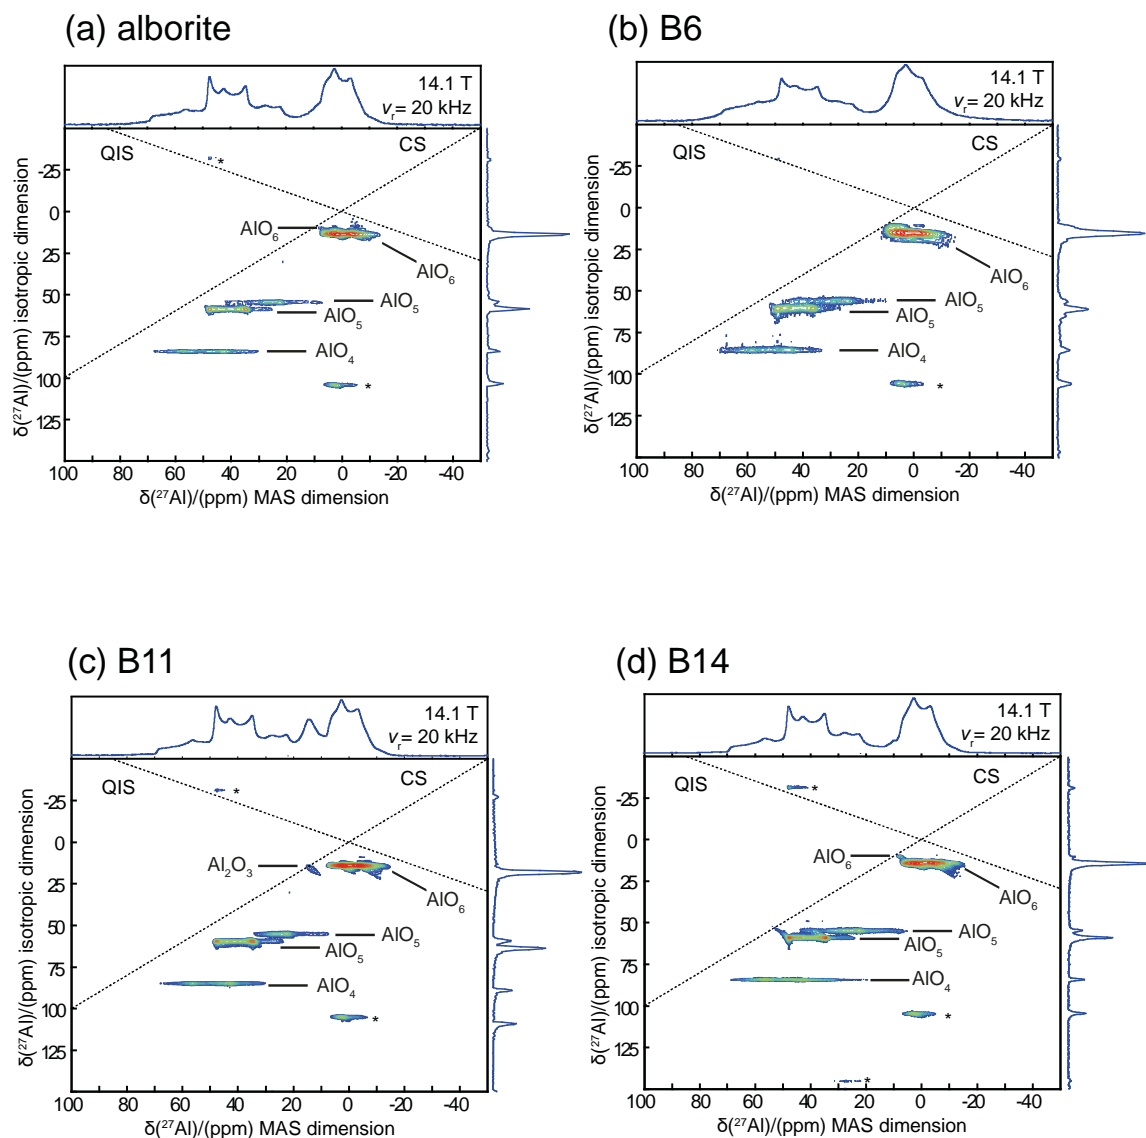 (a) alborite
14.1 T
νr= 20 kHz
QIS
CS
*
AlO6
AlO6
AlO5
AlO5
AlO4
*
-25
0
25
50
75
100
125
100 80 60 40 20 0 -20 -40
δ(27Al)/(ppm) isotropic dimension
δ(27Al)/(ppm) MAS dimension
(b) B6
14.1 T
νr= 20 kHz
QIS
CS
AlO6
AlO5
AlO5
AlO4
*
-25
0
25
50
75
100
125
100 80 60 40 20 0 -20 -40
δ(27Al)/(ppm) isotropic dimension
δ(27Al)/(ppm) MAS dimension
(c) B11
14.1 T
νr= 20 kHz
QIS
CS
*
Al2O3
AlO6
AlO5
AlO5
AlO4
*
-25
0
25
50
75
100
125
100 80 60 40 20 0 -20 -40
δ(27Al)/(ppm) isotropic dimension
δ(27Al)/(ppm) MAS dimension
(d) B14
14.1 T
νr= 20 kHz
QIS
CS
*
AlO6
AlO6
AlO5
AlO5
AlO4
*
*
-25
0
25
50
75
100
125
100 80 60 40 20 0 -20 -40
δ(27Al)/(ppm) isotropic dimension
δ(27Al)/(ppm) MAS dimension